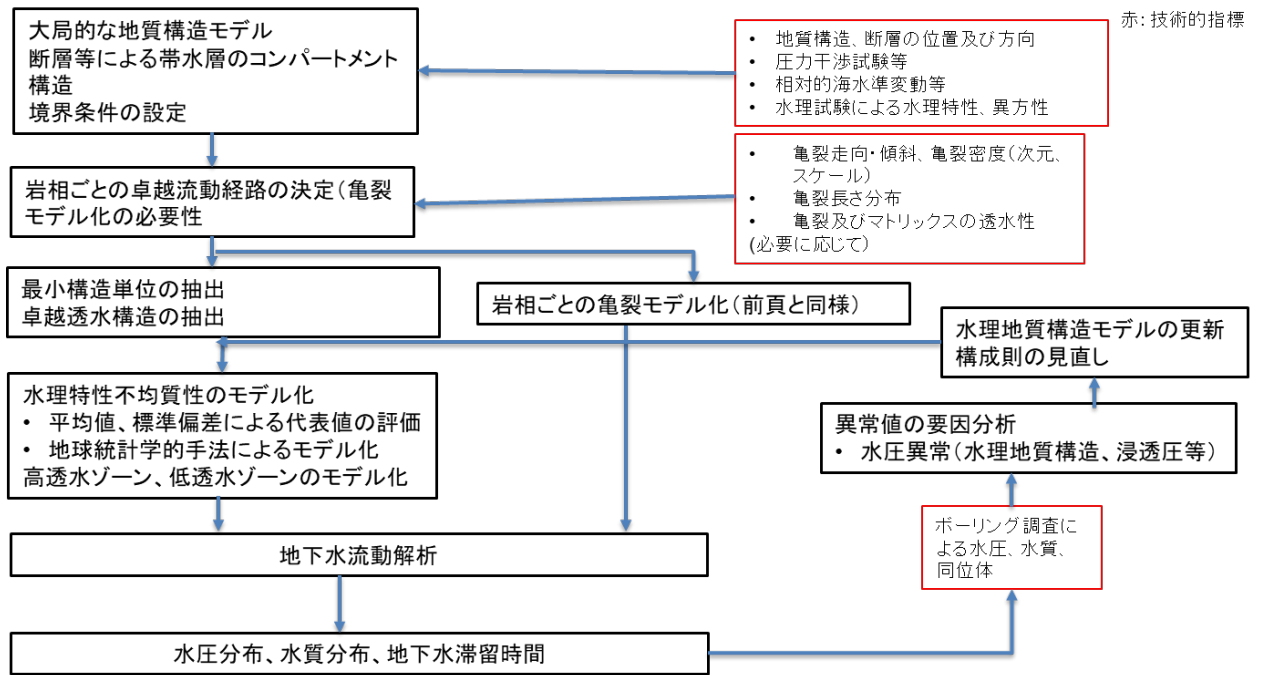 赤：技術的指標
大局的な地質構造モデル
断層等による帯水層のコンパートメント
構造
境界条件の設定
• 地質構造、断層の位置及び方向
• 圧力干渉試験等
• 相対的海水準変動等
• 水理試験による水理特性、異方性
岩相ごとの卓越流動経路の決定（亀裂
モデル化の必要性
• 亀裂走向・傾斜、亀裂密度（次元、
スケール）
• 亀裂長さ分布
• 亀裂及びマトリックスの透水性
(必要に応じて）
最小構造単位の抽出
卓越透水構造の抽出
岩相ごとの亀裂モデル化（前頁と同様）
水理地質構造モデルの更新
構成則の見直し
水理特性不均質性のモデル化
• 平均値、標準偏差による代表値の評価
• 地球統計学的手法によるモデル化
高透水ゾーン、低透水ゾーンのモデル化
異常値の要因分析
• 水圧異常（水理地質構造、浸透圧等）
ボーリング調査に
よる水圧、水質、
同位体
地下水流動解析
水圧分布、水質分布、地下水滞留時間